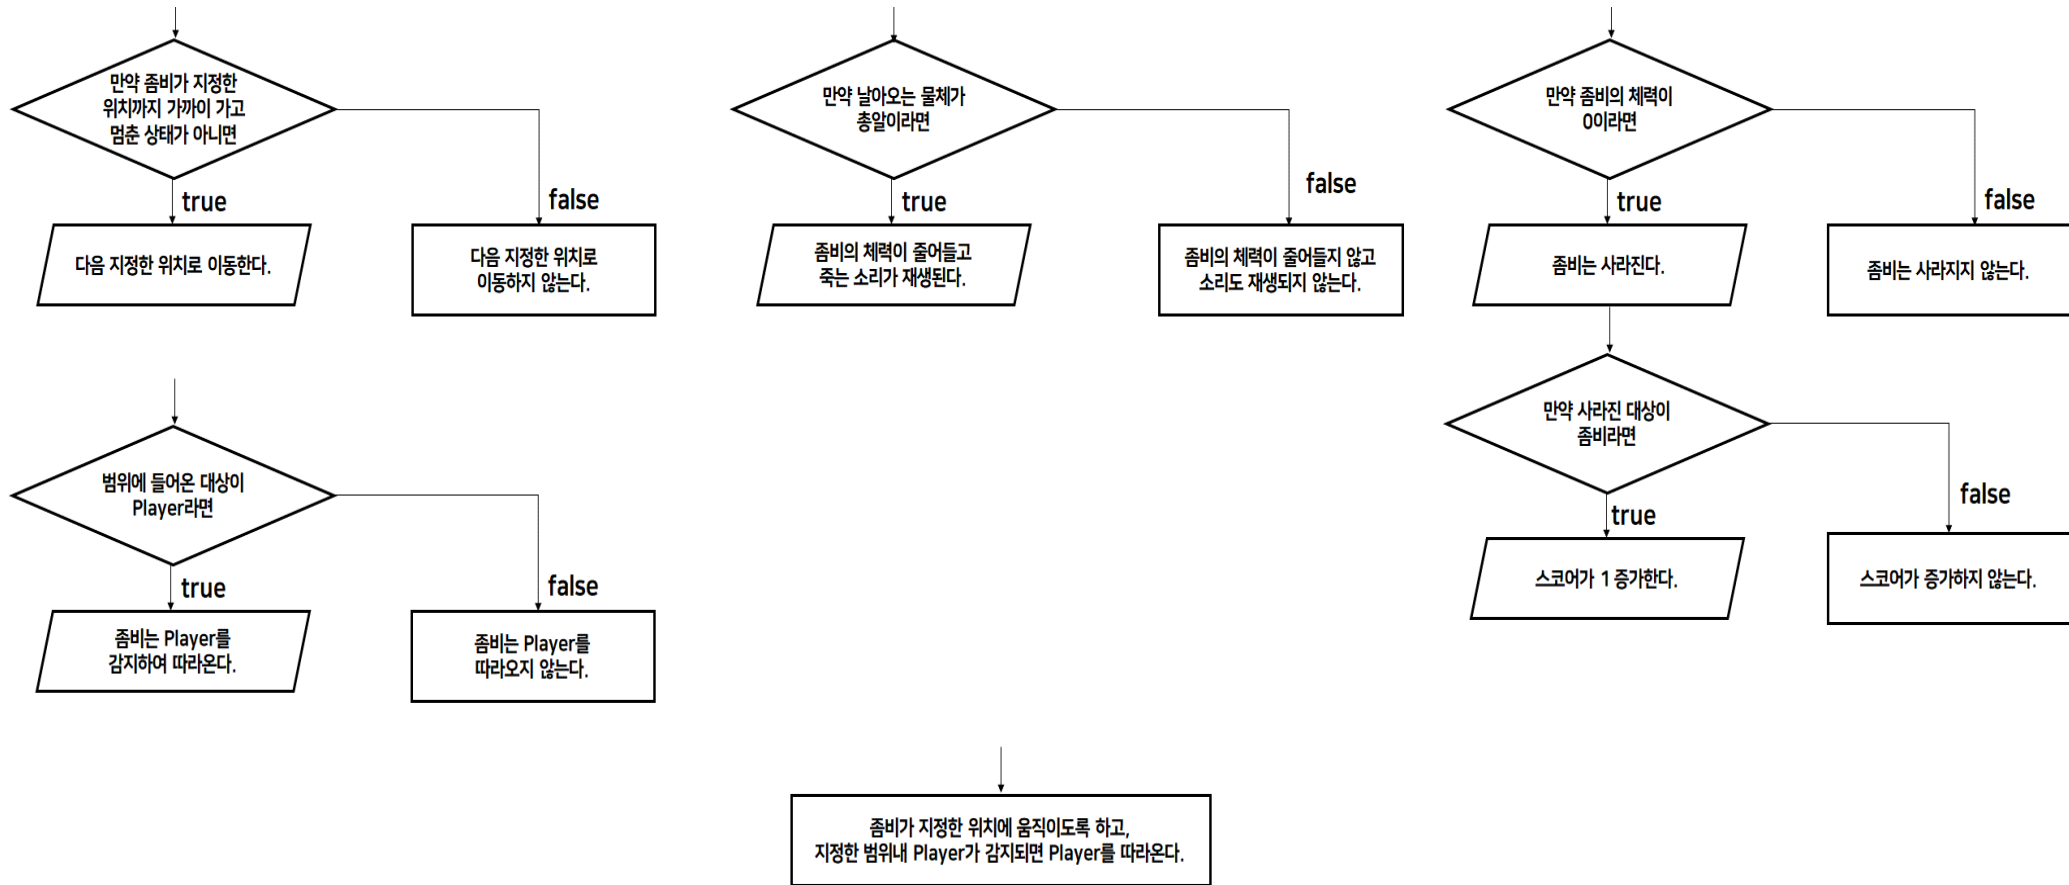 만약 좀비가 지정한
위치까지 가까이 가고
멈춘 상태가 아니면
true
false
다음 지정한 위치로 이동한다.
다음 지정한 위치로
이동하지 않는다.
범위에 들어온 대상이
Player라면
true
false
좀비는 Player를
감지하여 따라온다.
좀비는 Player를
따라오지 않는다.
만약 날아오는 물체가
총알이라면
true
false
좀비의 체력이 줄어들고
죽는 소리가 재생된다.
좀비의 체력이 줄어들지 않고
소리도 재생되지 않는다.
만약 좀비의 체력이
0이라면
true
false
좀비는 사라진다.
좀비는 사라지지 않는다.
만약 사라진 대상이
좀비라면
true
false
스코어가 1 증가한다.
스코어가 증가하지 않는다.
좀비가 지정한 위치에 움직이도록 하고,
지정한 범위내 Player가 감지되면 Player를 따라온다.